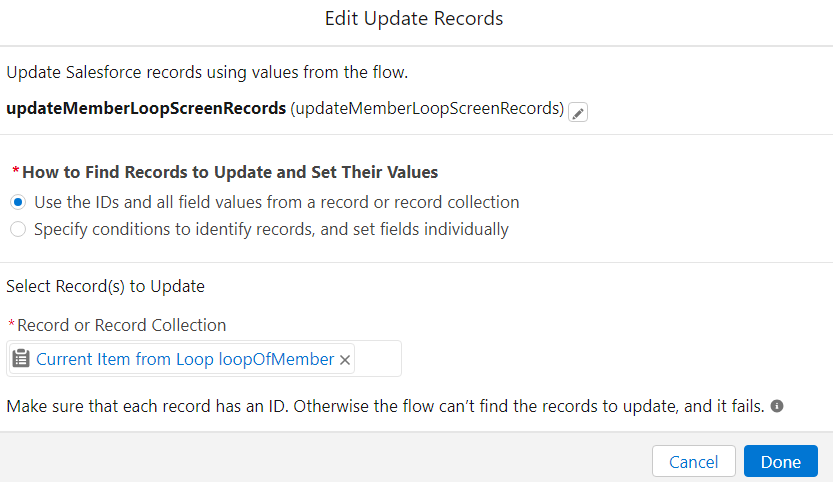 Edit Update Records
Update Salesforce records using values from the flow.
updateMemberLoopScreenRecords (updateMemberLoopScreenRecords)
*How to Find Records to Update and Set Their Values
Use the IDs and all field values from a record or record collection
Specify conditions to identify records, and set fields individually
Select Record(s) to Update
*Record or Record Collection
Current Item from Loop loopOfMember ×
Make sure that each record has an ID. Otherwise the flow can't find the records to update, and it fails.
Cancel Done